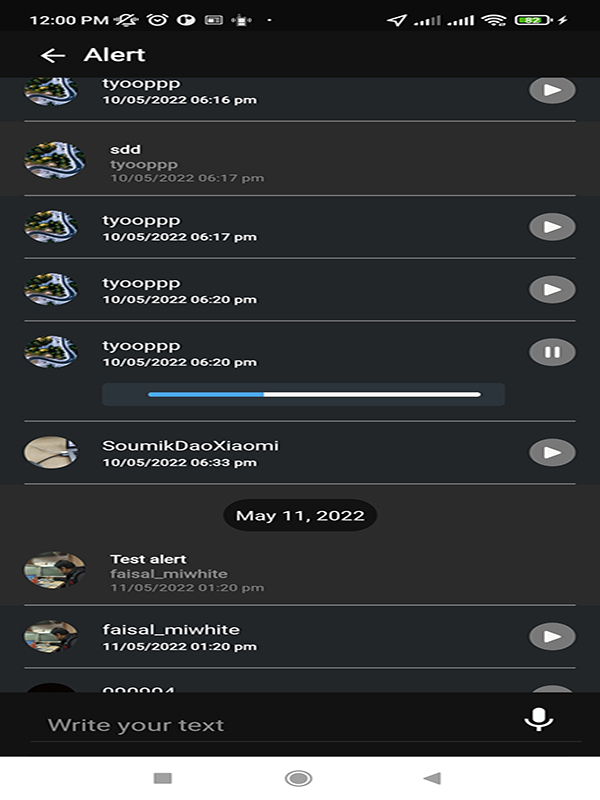 12:00 PM 82
Alert
tyooppp
10/05/2022 06:16 pm
sdd
tyooppp
10/05/2022 06:17 pm
tyooppp
10/05/2022 06:17 pm
tyooppp
10/05/2022 06:20 pm
tyooppp
10/05/2022 06:20 pm
SoumikDaoXiaomi
10/05/2022 06:33 pm
May 11, 2022
Test alert
faisal_miwhite
11/05/2022 01:20 pm
faisal_miwhite
11/05/2022 01:20 pm
Write your text